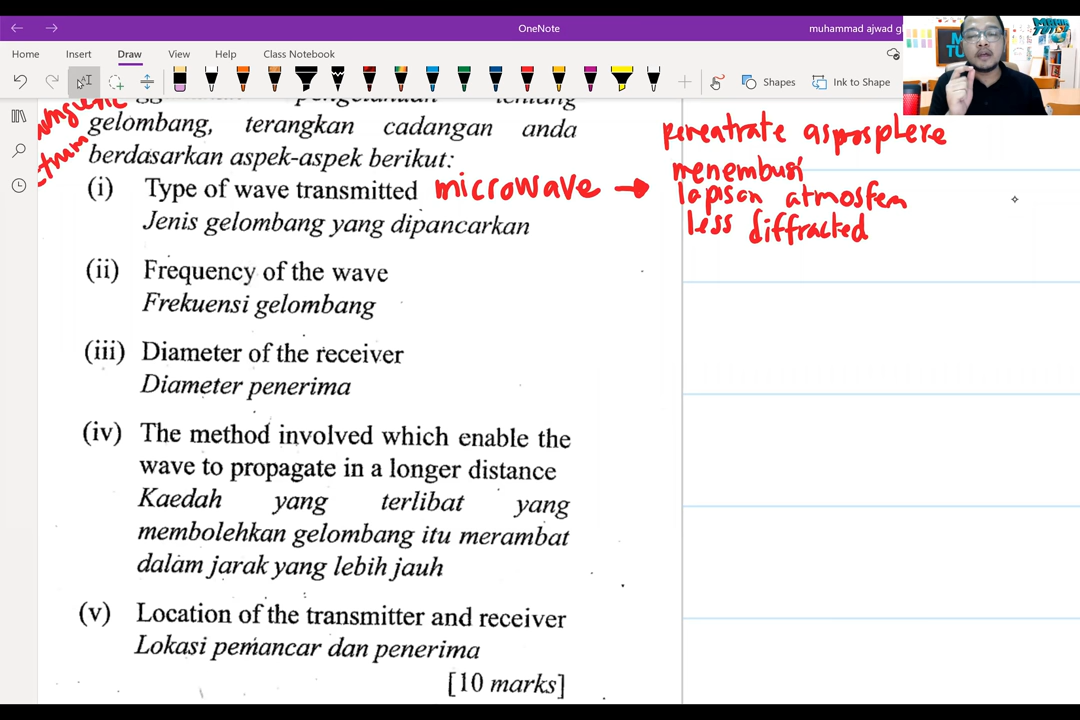 OneNote
muhammad ajwad
Home Insert Draw View Help Class Notebook
Shapes Ink to Shape
tentang
gelombang, terangkan cadangan anda
berdasarkan aspek-aspek berikut:
(i) Type of wave transmitted microwave →
Jenis gelombang yang dipancarkan
peneatrate
menembusi
lapisan atmosfera
less diffracted
(ii) Frequency of the wave
Frekuensi gelombang
(iii) Diameter of the receiver
Diameter penerima
(iv) The method involved which enable the
wave to propagate in a longer distance
Kaedah yang terlibat yang
membolehkan gelombang itu merambat
dalam jarak yang lebih jauh
(v) Location of the transmitter and receiver
Lokasi pemancar dan penerima
[10 marks]